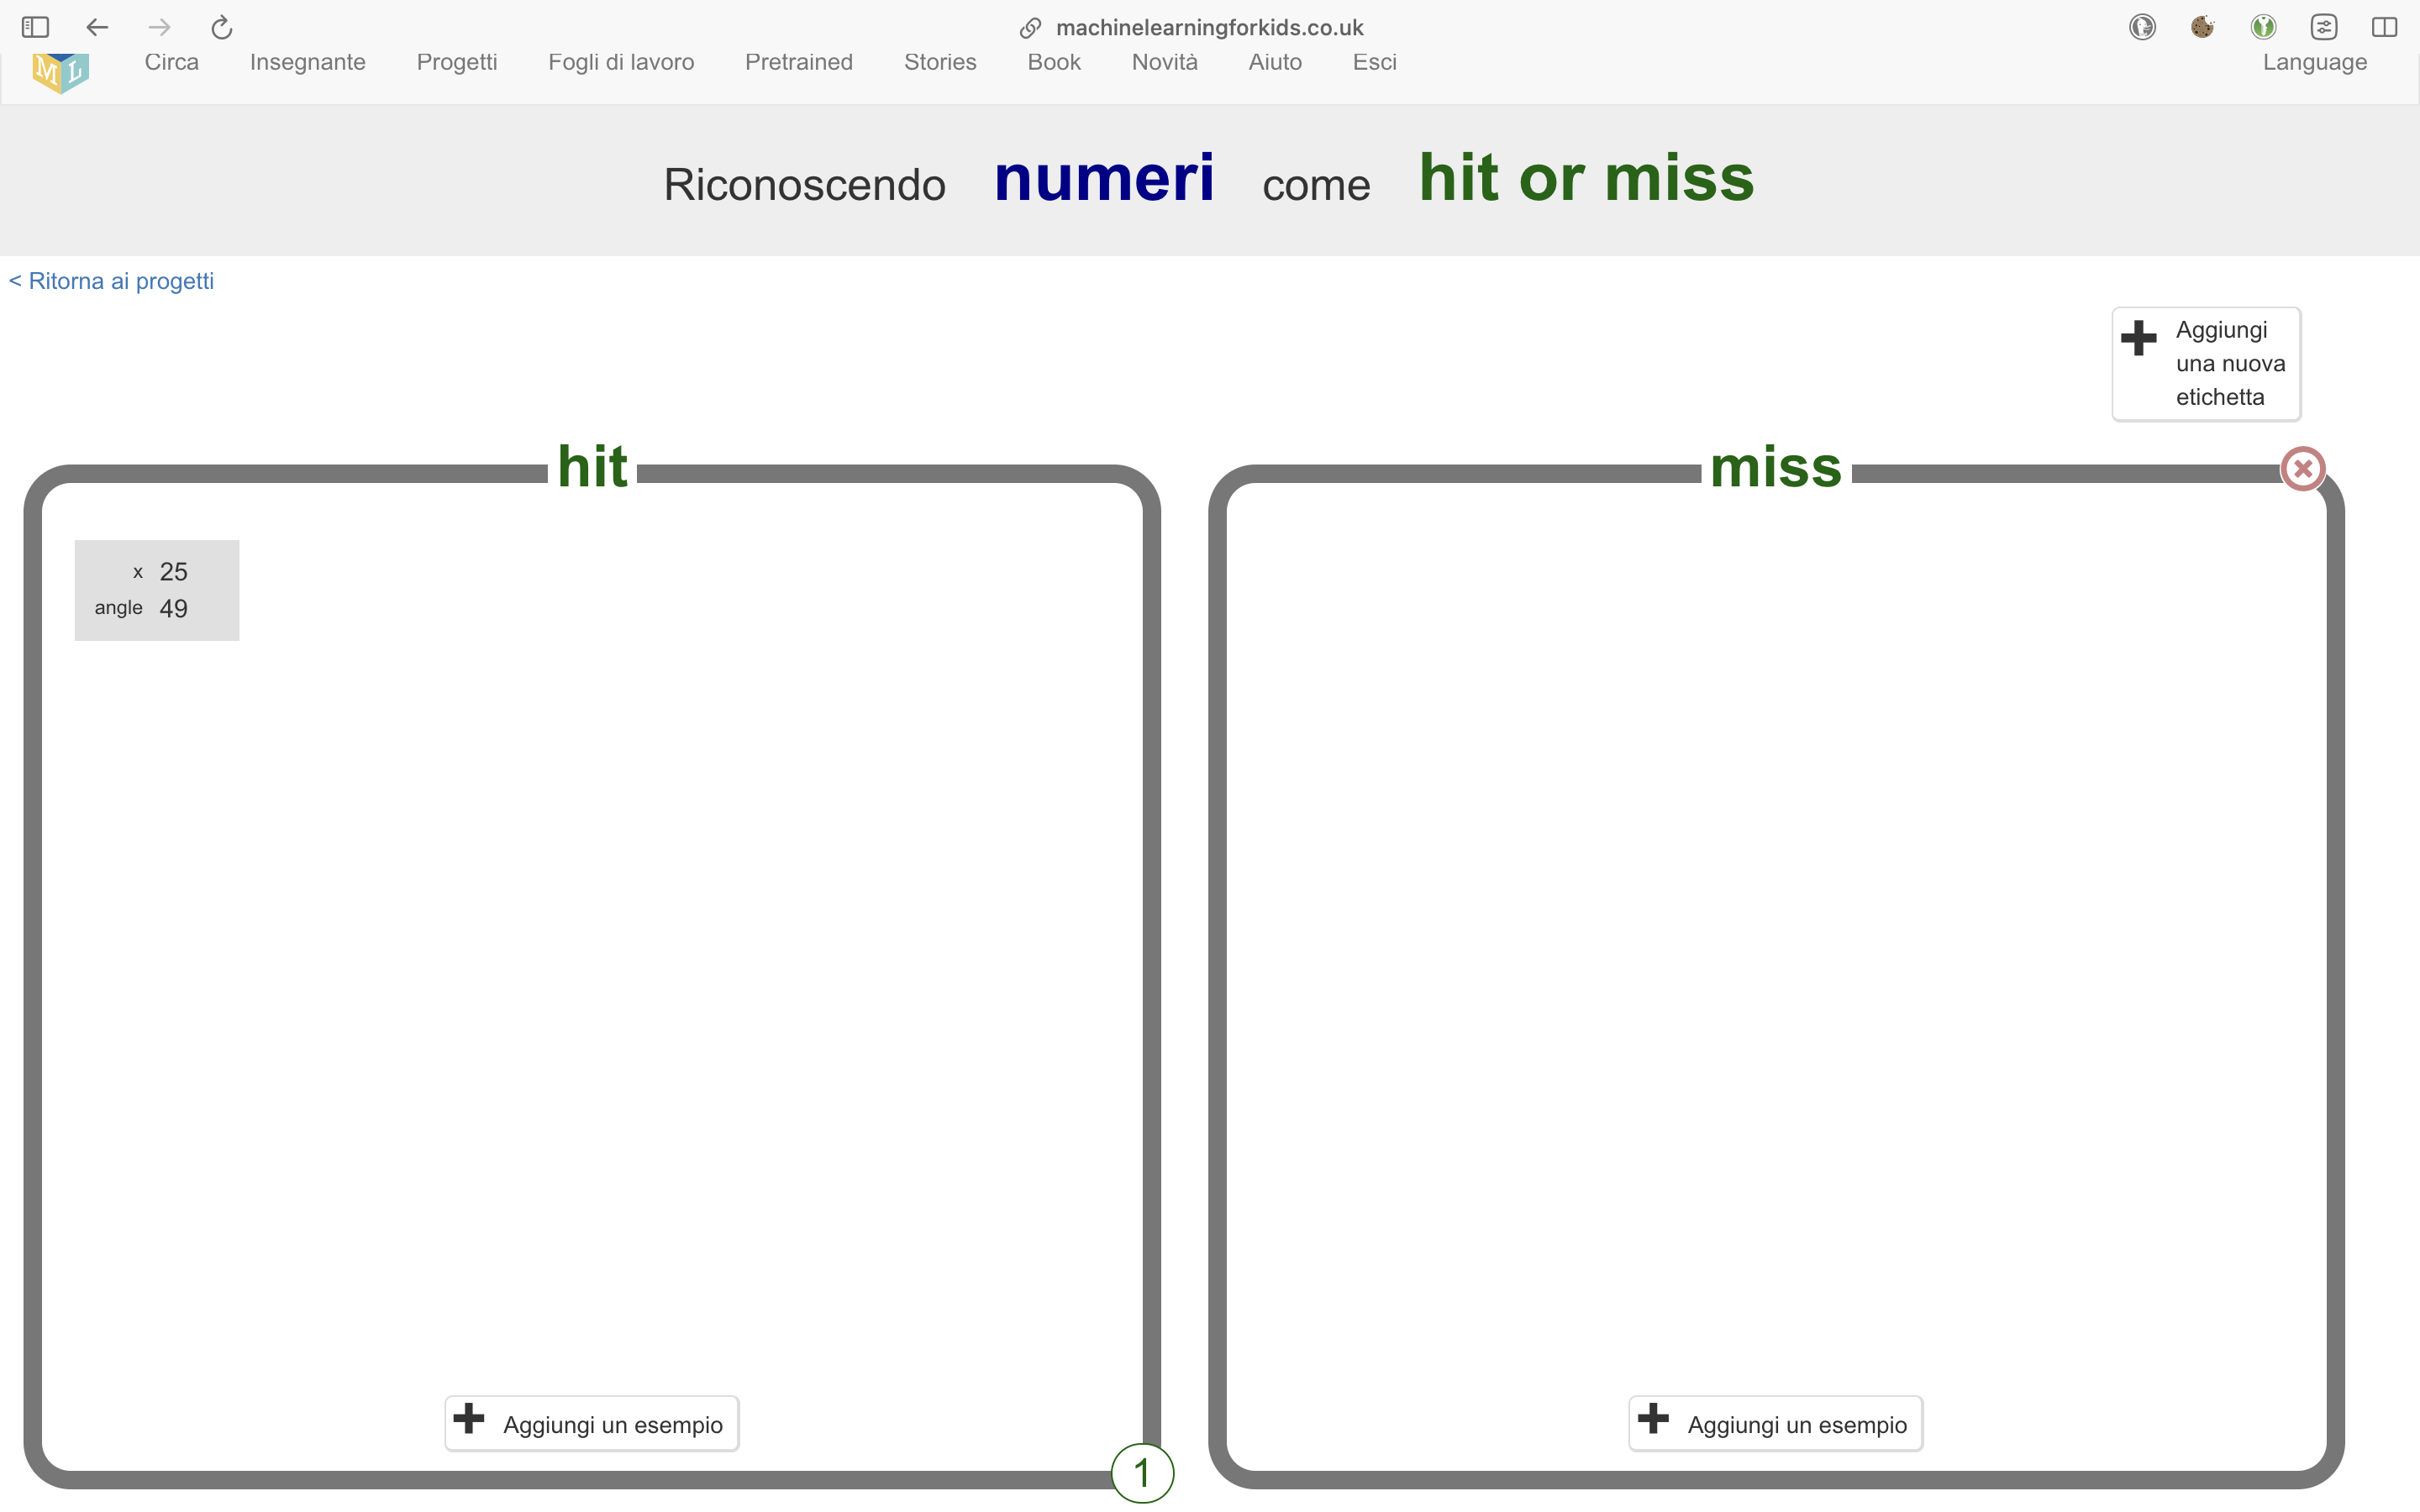 machinelearningforkids.co.uk
ML
Circa Insegnante Progetti Fogli di lavoro Pretrained Stories Book Novità Aiuto Esci Language
Riconoscendo numeri come hit or miss
< Ritorna ai progetti
Aggiungi
una nuova
etichetta
hit
miss
x 25
angle 49
Aggiungi un esempio
Aggiungi un esempio
1